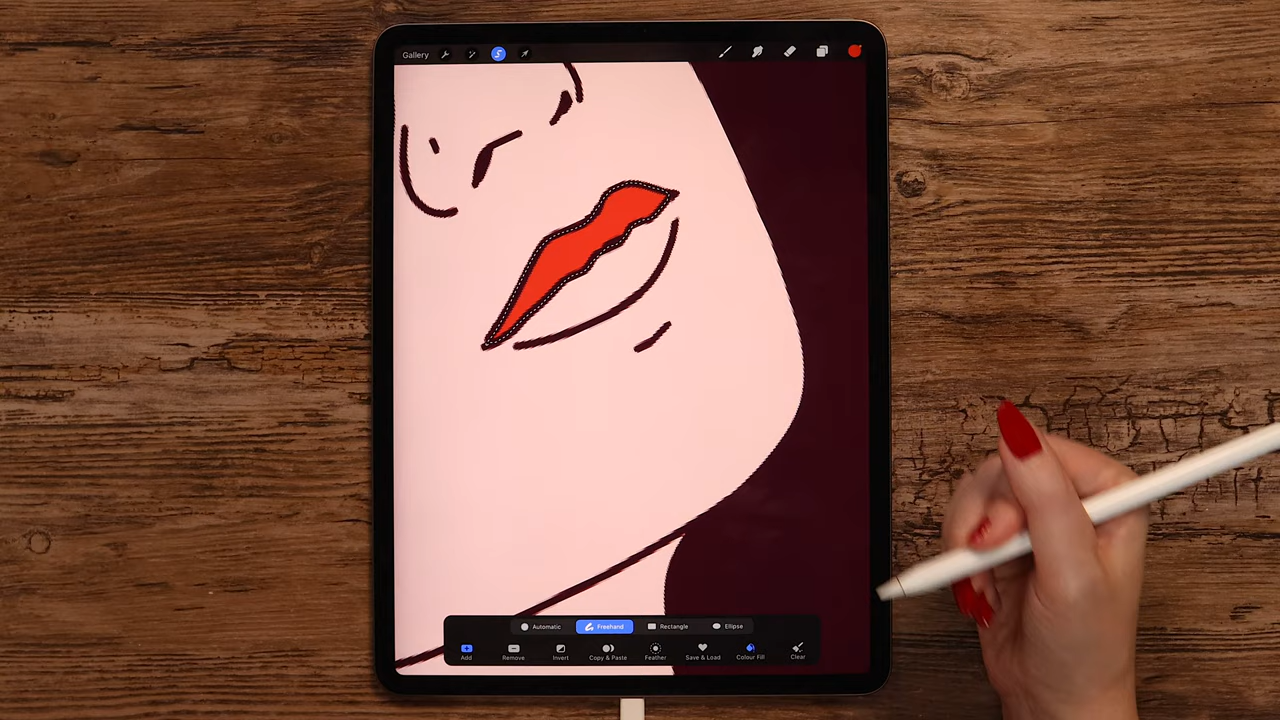 Gallery
Automatic Freehand Rectangle Ellipse
Add Remove Invert Copy & Paste Feather Save & Load Colour Fill Clear